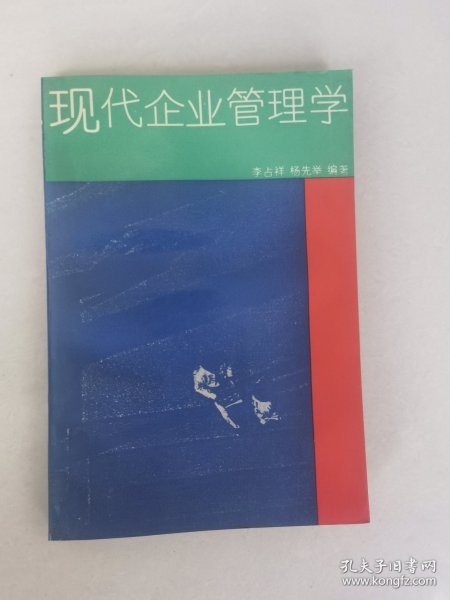 现代企业管理学
李占祥 杨先举 编著
孔夫子旧书网
www.kongfz.com